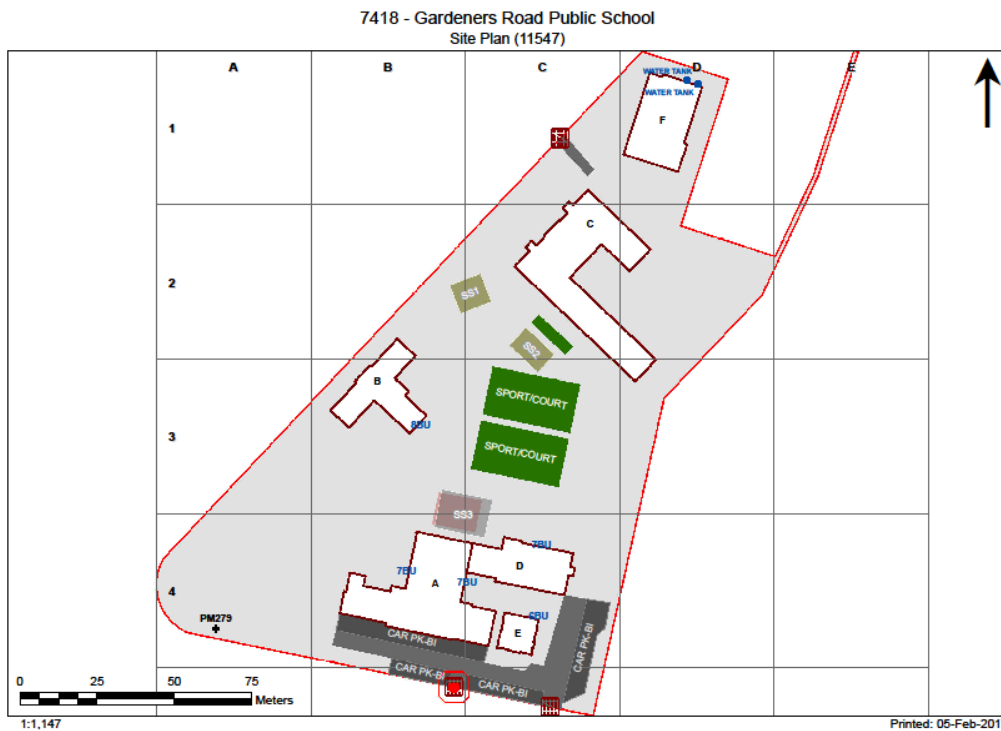 7418 - Gardeners Road Public School
Site Plan (11547)
A B C D E
WATER TANK
WATER TANK
F
1
C
2
SS1
SS2
B
SPORT/COURT
8BU
3
SPORT/COURT
SS3
7BU
D
7BU
7BU
A
4
6BU
PM279
E
CAR PK-BI
CAR PK-BI
CAR PK-BI
CAR PK-BI
0 25 50 75
Meters
1:1,147
Printed: 05-Feb-201